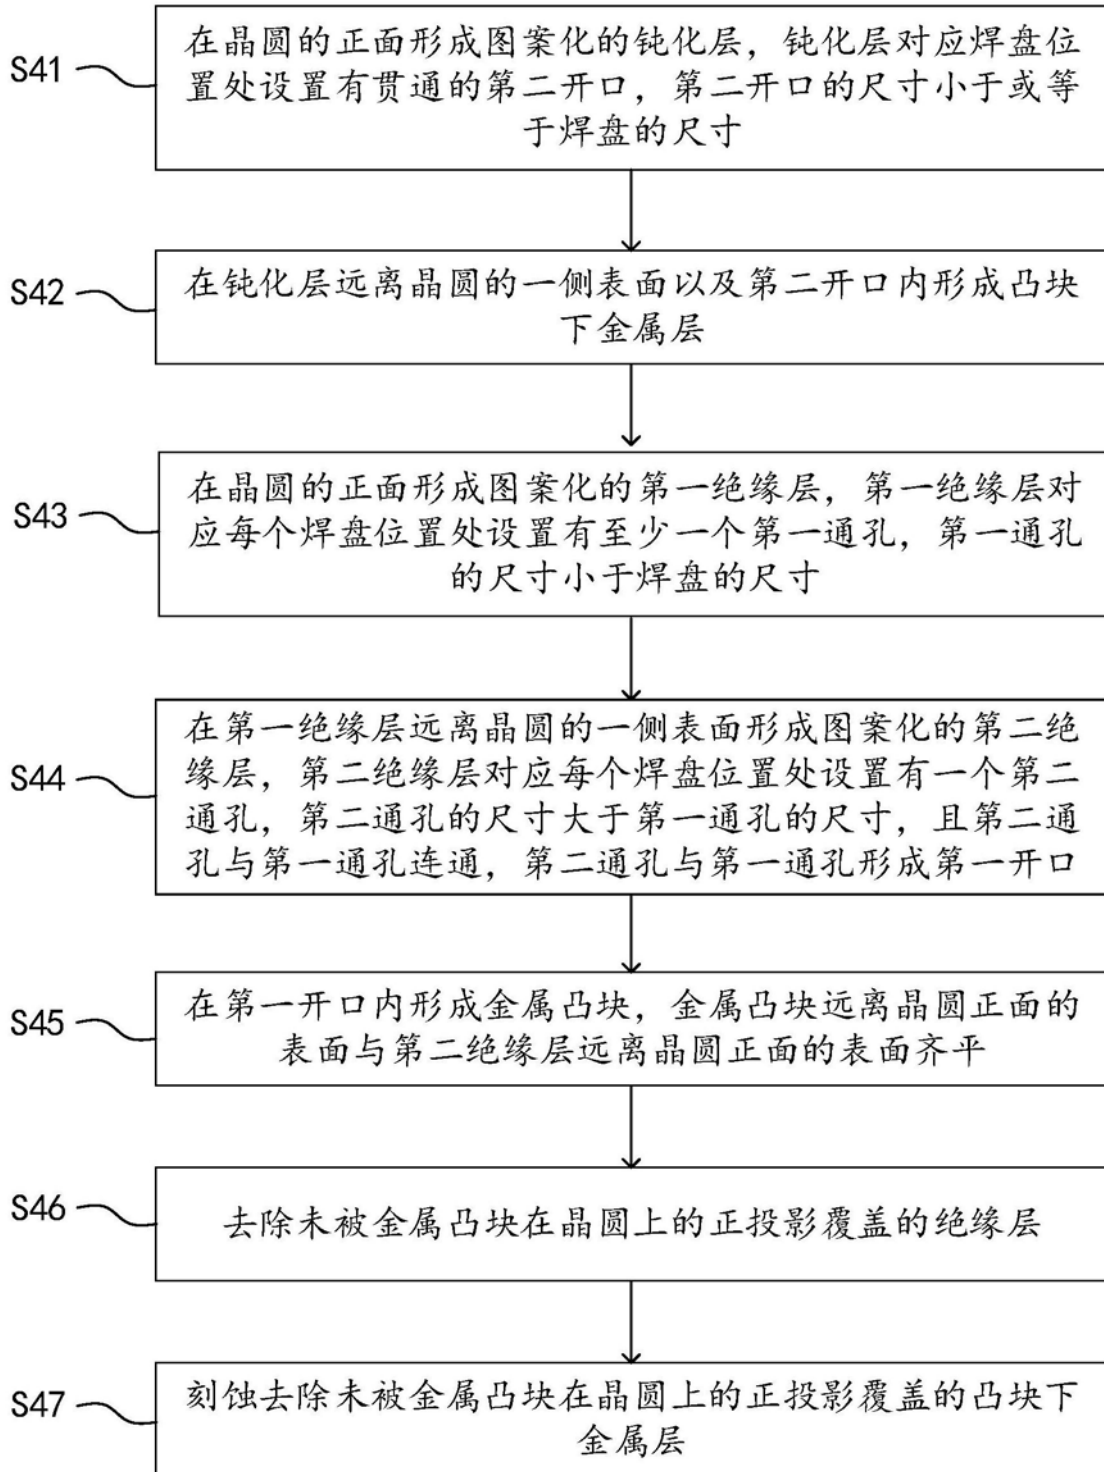 S41
在晶圆的正面形成图案化的钝化层，钝化层对应焊盘位
置处设置有贯通的第二开口，第二开口的尺寸小于或等
于焊盘的尺寸
S42
在钝化层远离晶圆的一侧表面以及第二开口内形成凸块
下金属层
S43
在晶圆的正面形成图案化的第一绝缘层，第一绝缘层对
应每个焊盘位置处设置有至少一个第一通孔，第一通孔
的尺寸小于焊盘的尺寸
S44
在第一绝缘层远离晶圆的一侧表面形成图案化的第二绝
缘层，第二绝缘层对应每个焊盘位置处设置有一个第二
通孔，第二通孔的尺寸大于第一通孔的尺寸，且第二通
孔与第一通孔连通，第二通孔与第一通孔形成第一开口
S45
在第一开口内形成金属凸块，金属凸块远离晶圆正面的
表面与第二绝缘层远离晶圆正面的表面齐平
S46
去除未被金属凸块在晶圆上的正投影覆盖的绝缘层
S47
刻蚀去除未被金属凸块在晶圆上的正投影覆盖的凸块下
金属层